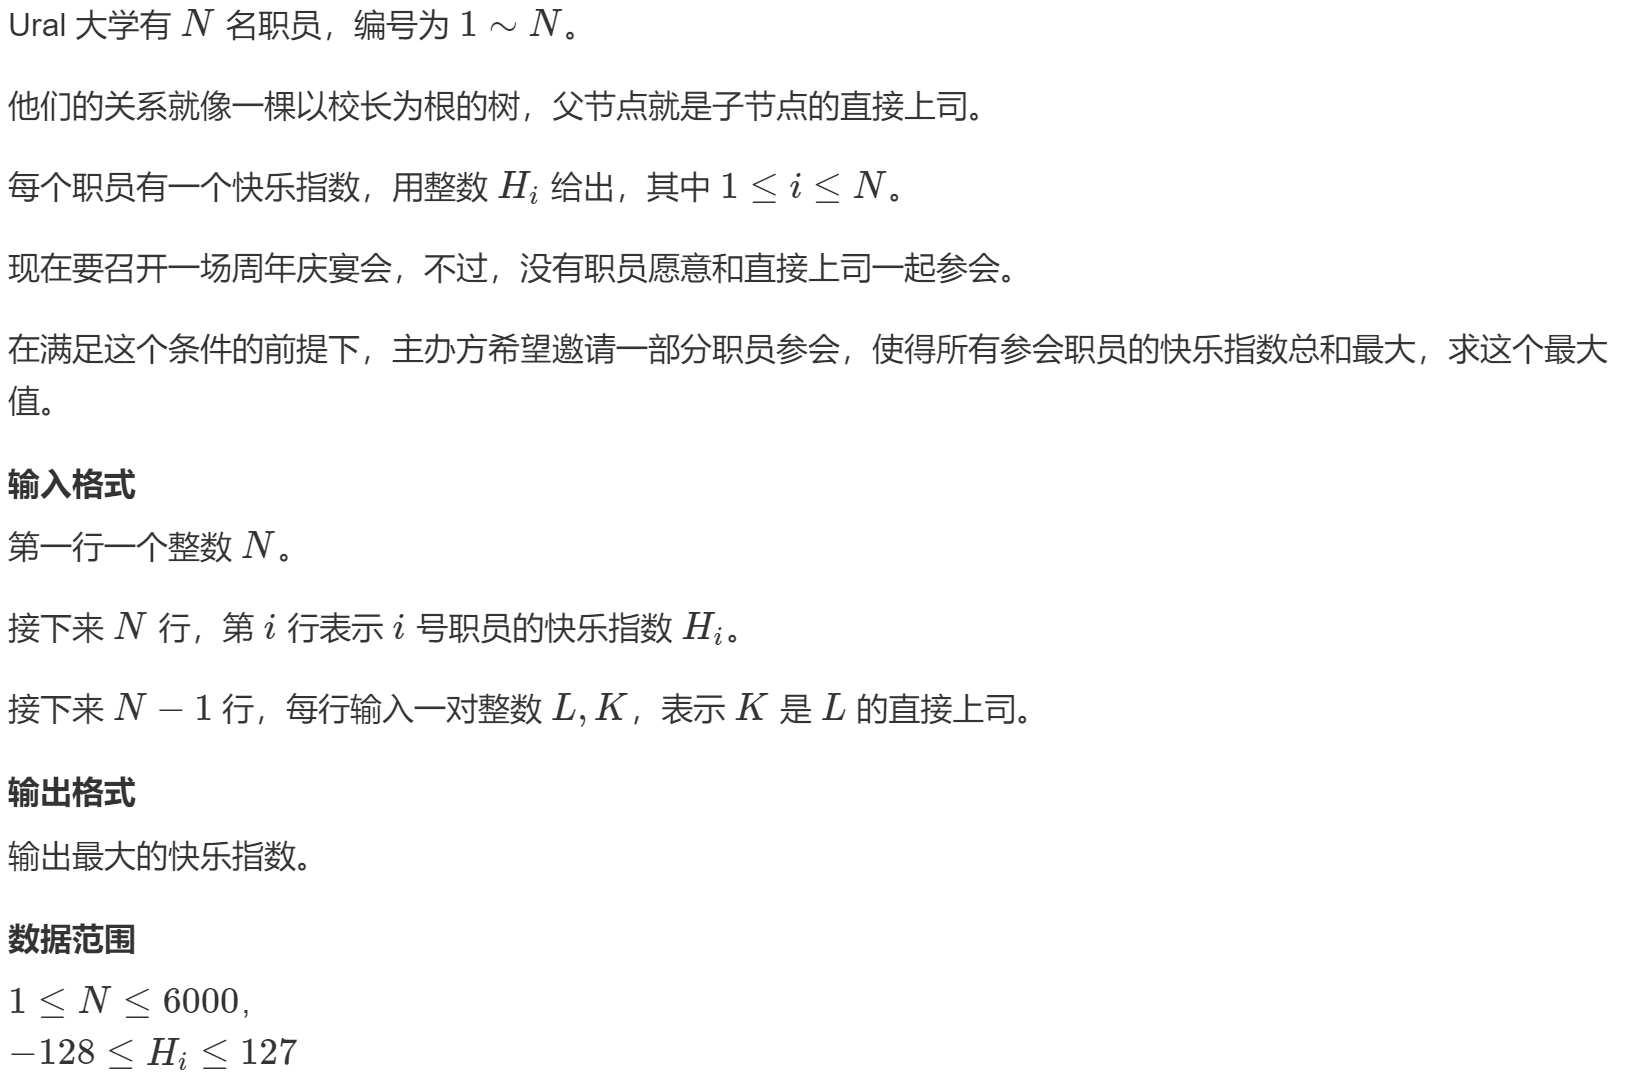 Ural 大学有 N 名职员，编号为 1 ∼ N。
他们的关系就像一棵以校长为根的树，父节点就是子节点的直接上司。
每个职员有一个快乐指数，用整数 H_i 给出，其中 1 ≤ i ≤ N。
现在要召开一场周年庆宴会，不过，没有职员愿意和直接上司一起参会。
在满足这个条件的前提下，主办方希望邀请一部分职员参会，使得所有参会职员的快乐指数总和最大，求这个最大
值。
输入格式
第一行一个整数 N。
接下来 N 行，第 i 行表示 i 号职员的快乐指数 H_i。
接下来 N − 1 行，每行输入一对整数 L, K，表示 K 是 L 的直接上司。
输出格式
输出最大的快乐指数。
数据范围
1 ≤ N ≤ 6000,
−128 ≤ H_i ≤ 127